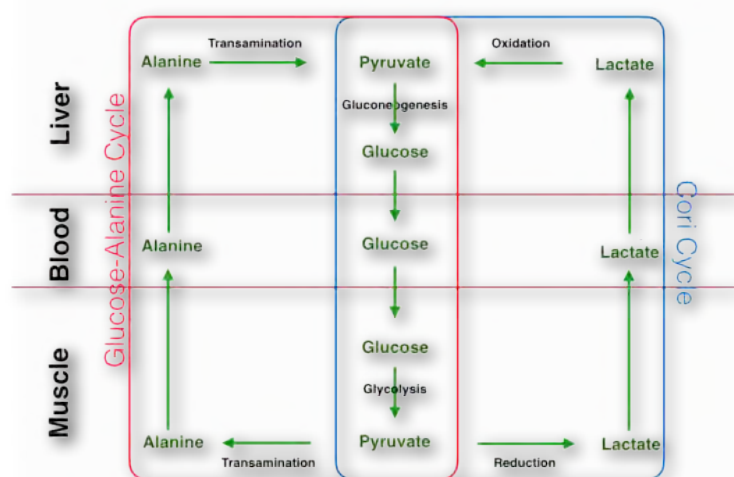 Transamination
Oxidation
Alanine
Pyruvate
Lactate
Gluconeogenesis
Glucose
Liver
Glucose-Alanine Cycle
Cori Cycle
Blood
Alanine
Glucose
Lactate
Muscle
Glucose
Glycolysis
Alanine
Pyruvate
Lactate
Transamination
Reduction